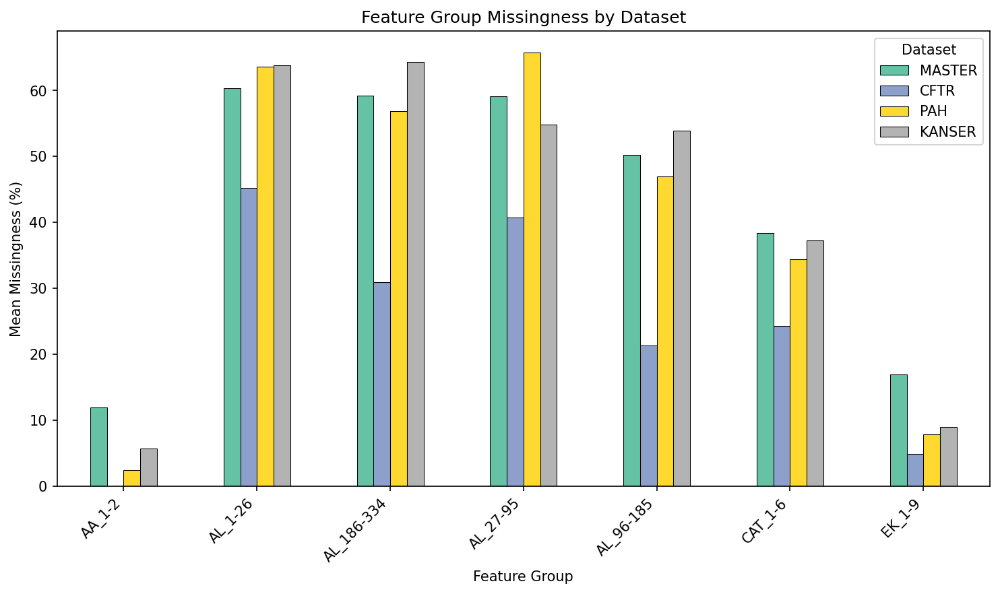 Feature Group Missingness by Dataset
Dataset
MASTER
CFTR
PAH
KANSER
Mean Missingness (%)
60
50
40
30
20
10
0
AA_1-2
AL_1-26
AL_186-334
AL_27-95
AL_96-185
CAT_1-6
EK_1-9
Feature Group